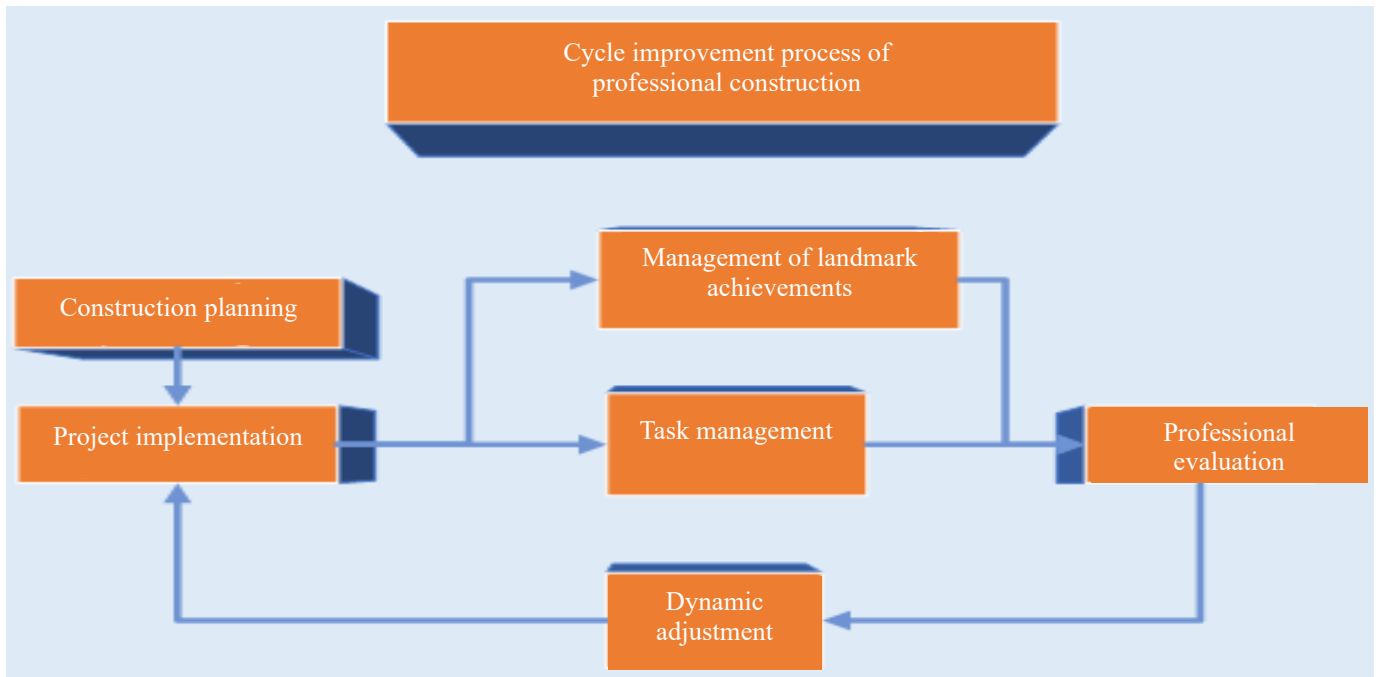 Cycle improvement process of
professional construction
Management of landmark
achievements
Construction planning
Project implementation
Task management
Professional
evaluation
Dynamic
adjustment